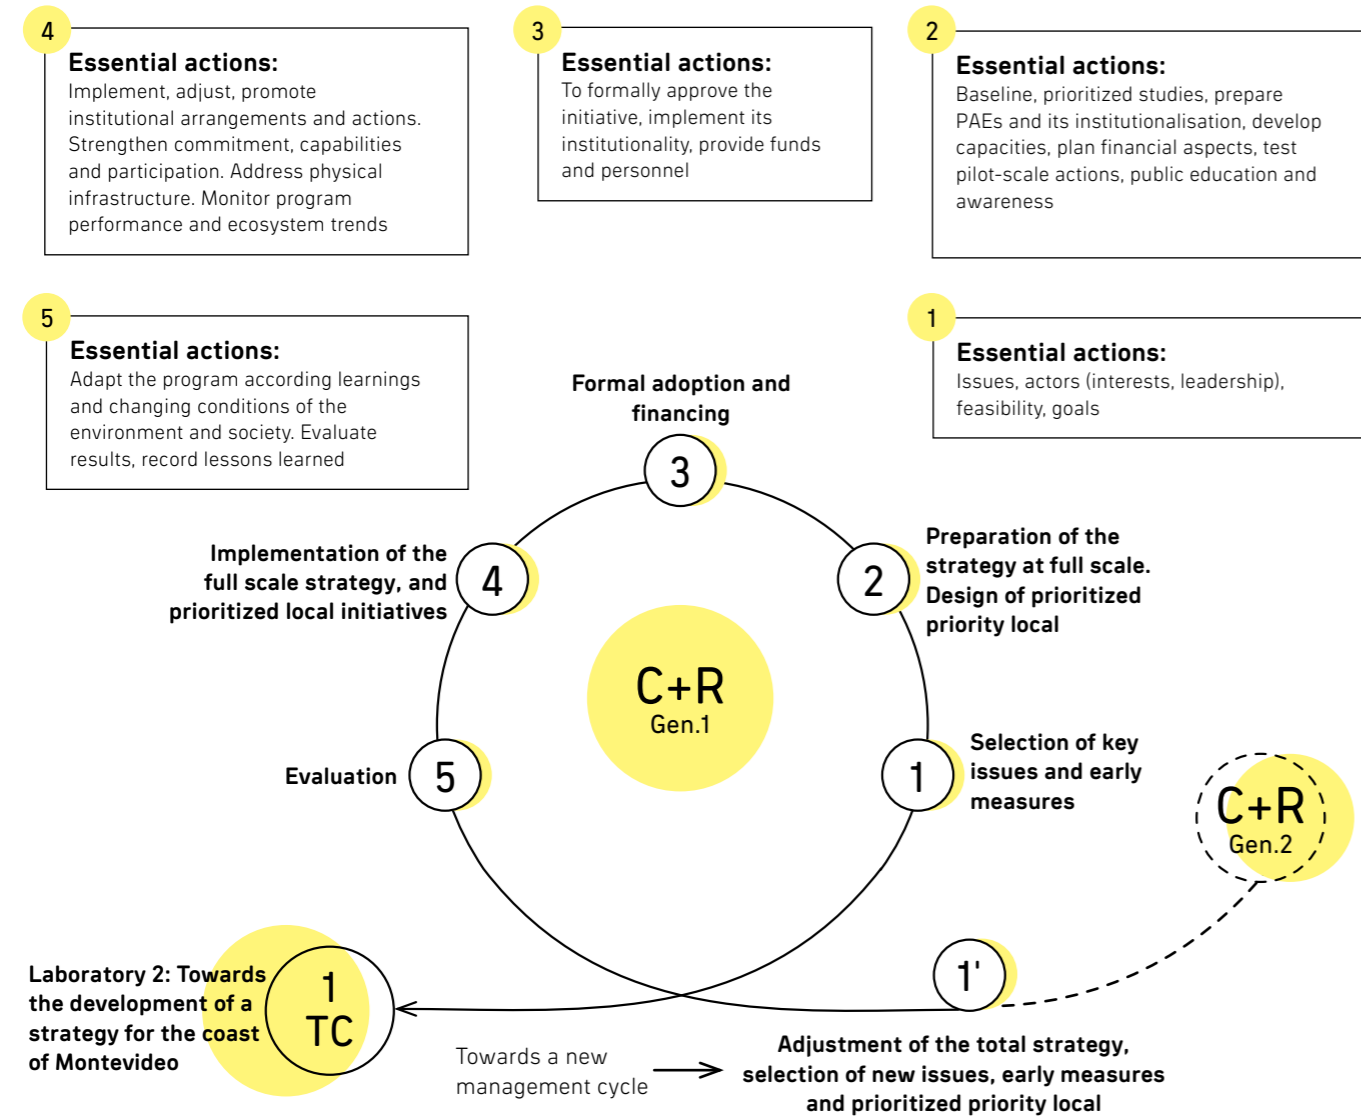 4
Essential actions:
Implement, adjust, promote
institutional arrangements and actions.
Strengthen commitment, capabilities
and participation. Address physical
infrastructure. Monitor program
performance and ecosystem trends
3
Essential actions:
To formally approve the
initiative, implement its
institutionality, provide funds
and personnel
2
Essential actions:
Baseline, prioritized studies, prepare
PAEs and its institutionalisation, develop
capacities, plan financial aspects, test
pilot-scale actions, public education and
awareness
5
Essential actions:
Adapt the program according learnings
and changing conditions of the
environment and society. Evaluate
results, record lessons learned
1
Essential actions:
Issues, actors (interests, leadership),
feasibility, goals
Formal adoption and
financing
3
Implementation of the
full scale strategy, and
prioritized local initiatives
4
2
Preparation of the
strategy at full scale.
Design of prioritized
priority local
C+R
Gen.1
Evaluation
5
1
Selection of key
issues and early
measures
C+R
Gen.2
Laboratory 2: Towards
the development of a
strategy for the coast
of Montevideo
1
TC
1'
Towards a new
management cycle
Adjustment of the total strategy,
selection of new issues, early measures
and prioritized priority local